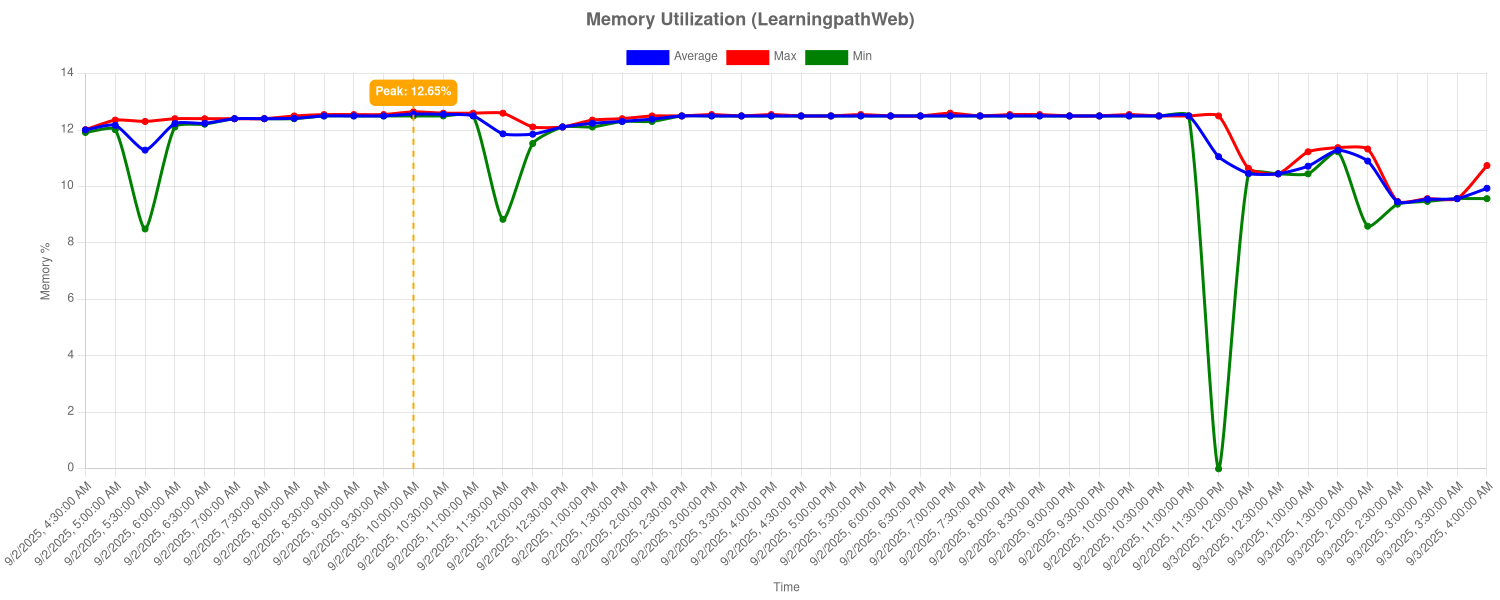 Memory Utilization (LearningpathWeb)
Average Max Min
14
Peak: 12.65%
12
10
8
6
4
2
0
Memory %
9/2/2025, 4:30:00 AM
9/2/2025, 5:00:00 AM
9/2/2025, 5:30:00 AM
9/2/2025, 6:00:00 AM
9/2/2025, 6:30:00 AM
9/2/2025, 7:00:00 AM
9/2/2025, 7:30:00 AM
9/2/2025, 8:00:00 AM
9/2/2025, 8:30:00 AM
9/2/2025, 9:00:00 AM
9/2/2025, 9:30:00 AM
9/2/2025, 10:00:00 AM
9/2/2025, 10:30:00 AM
9/2/2025, 11:00:00 AM
9/2/2025, 11:30:00 AM
9/2/2025, 12:00:00 PM
9/2/2025, 12:30:00 PM
9/2/2025, 1:00:00 PM
9/2/2025, 1:30:00 PM
9/2/2025, 2:00:00 PM
9/2/2025, 2:30:00 PM
9/2/2025, 3:00:00 PM
9/2/2025, 3:30:00 PM
9/2/2025, 4:00:00 PM
9/2/2025, 4:30:00 PM
9/2/2025, 5:00:00 PM
9/2/2025, 5:30:00 PM
9/2/2025, 6:00:00 PM
9/2/2025, 6:30:00 PM
9/2/2025, 7:00:00 PM
9/2/2025, 7:30:00 PM
9/2/2025, 8:00:00 PM
9/2/2025, 8:30:00 PM
9/2/2025, 9:00:00 PM
9/2/2025, 9:30:00 PM
9/2/2025, 10:00:00 PM
9/2/2025, 10:30:00 PM
9/2/2025, 11:00:00 PM
9/2/2025, 11:30:00 PM
9/3/2025, 12:00:00 AM
9/3/2025, 12:30:00 AM
9/3/2025, 1:00:00 AM
9/3/2025, 1:30:00 AM
9/3/2025, 2:00:00 AM
9/3/2025, 2:30:00 AM
9/3/2025, 3:00:00 AM
9/3/2025, 3:30:00 AM
9/3/2025, 4:00:00 AM
Time